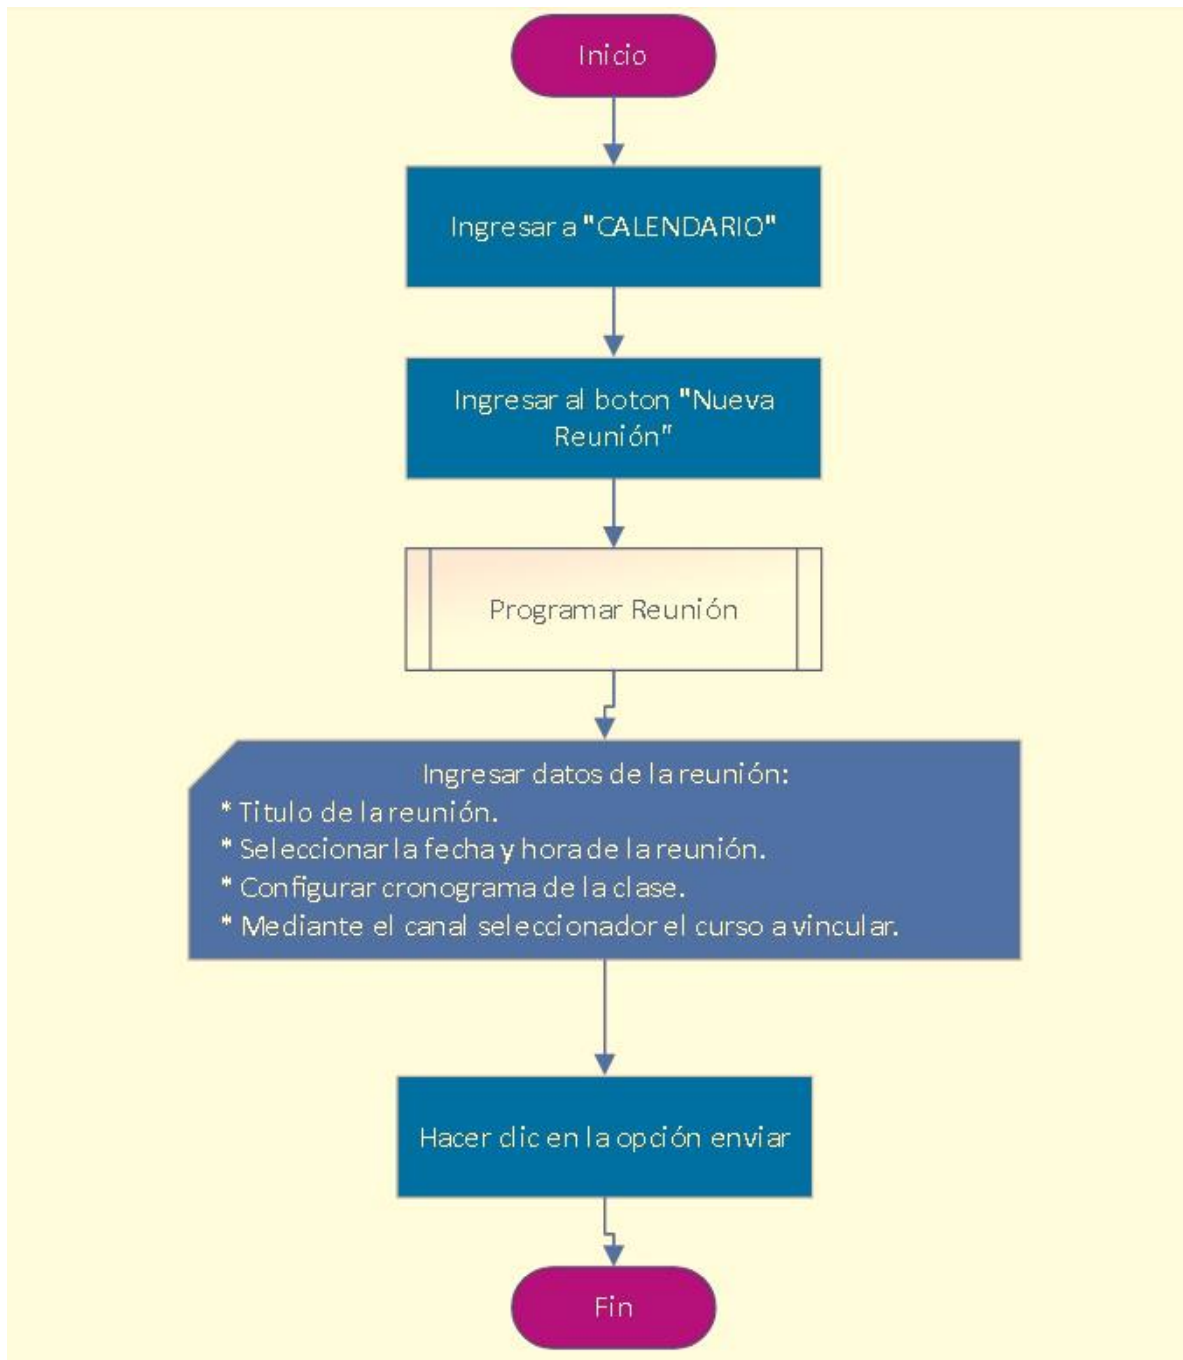 Inicio
Ingresar a "CALENDARIO"
Ingresar al boton "Nueva
Reunión"
Programar Reunión
Ingresar datos de la reunión:
* Titulo de la reunión.
* Seleccionar la fecha y hora de la reunión.
* Configurar cronograma de la clase.
* Mediante el canal seleccionador el curso a vincular.
Hacer clic en la opción enviar
Fin